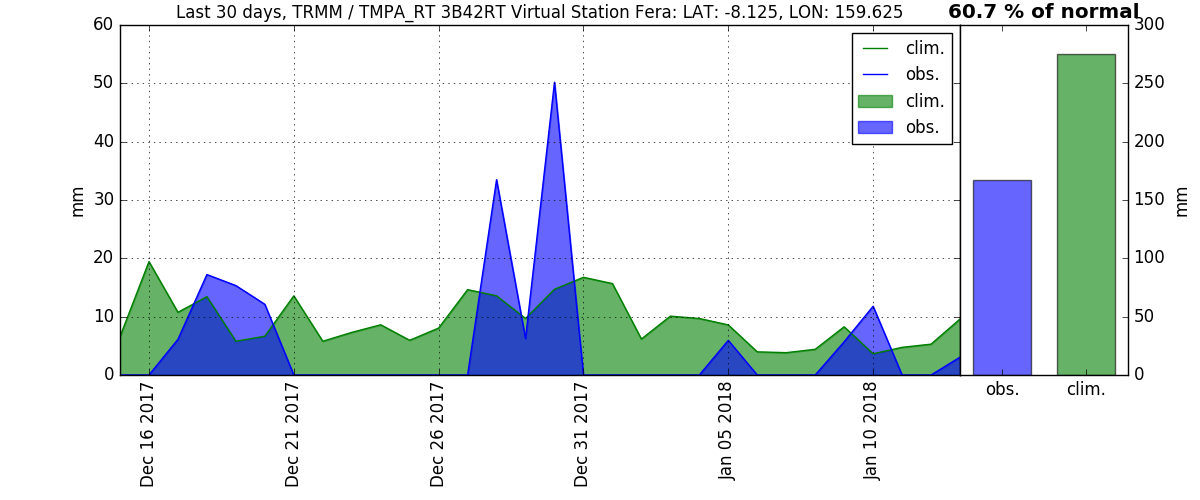 Last 30 days, TRMM / TMPA_RT 3B42RT Virtual Station Fera: LAT: -8.125, LON: 159.625
60.7 % of normal
60
50
40
30
20
10
0
mm
clim.
obs.
clim.
obs.
Dec 16 2017
Dec 21 2017
Dec 26 2017
Dec 31 2017
Jan 05 2018
Jan 10 2018
300
250
200
150
100
50
0
mm
obs.
clim.